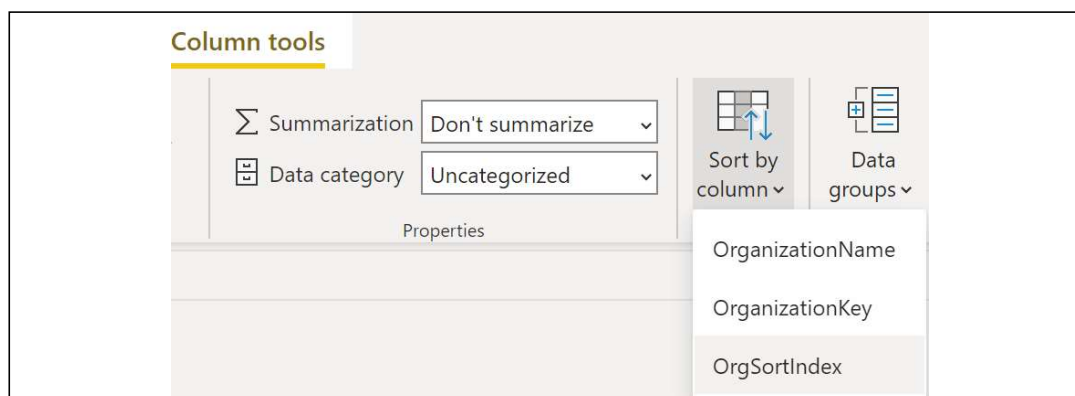 Column tools
Summarization Don't summarize
Data category Uncategorized
Properties
Sort by
column
Data
groups
OrganizationName
OrganizationKey
OrgSortIndex